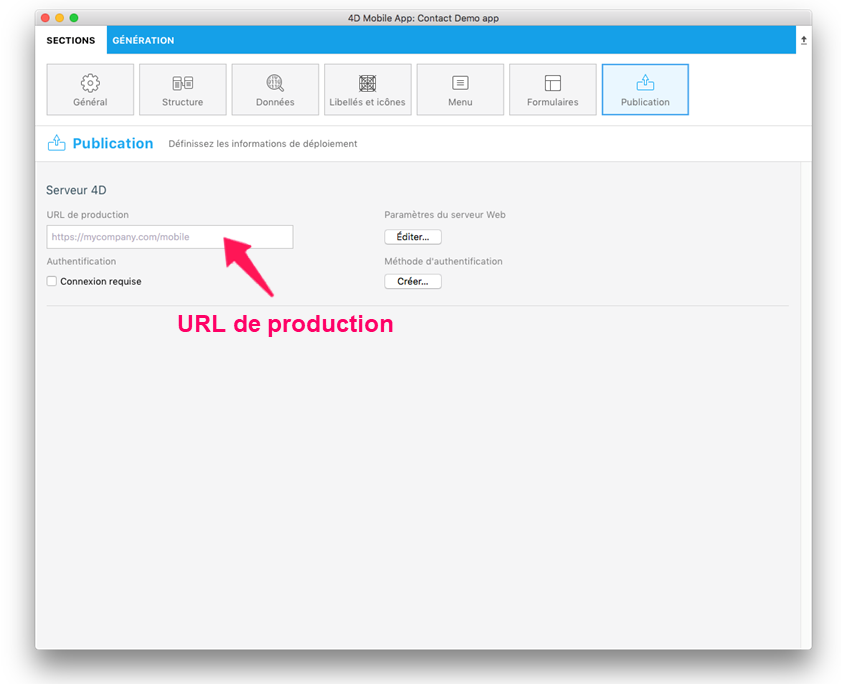 4D Mobile App: Contact Demo app
SECTIONS GÉNÉRATION
Général Structure Données Libellés et icônes Menu Formulaires Publication
Publication Définissez les informations de déploiement
Serveur 4D
URL de production Paramètres du serveur Web
https://mycompany.com/mobile Éditer...
Authentification Méthode d'authentification
Connexion requise Créer...
URL de production